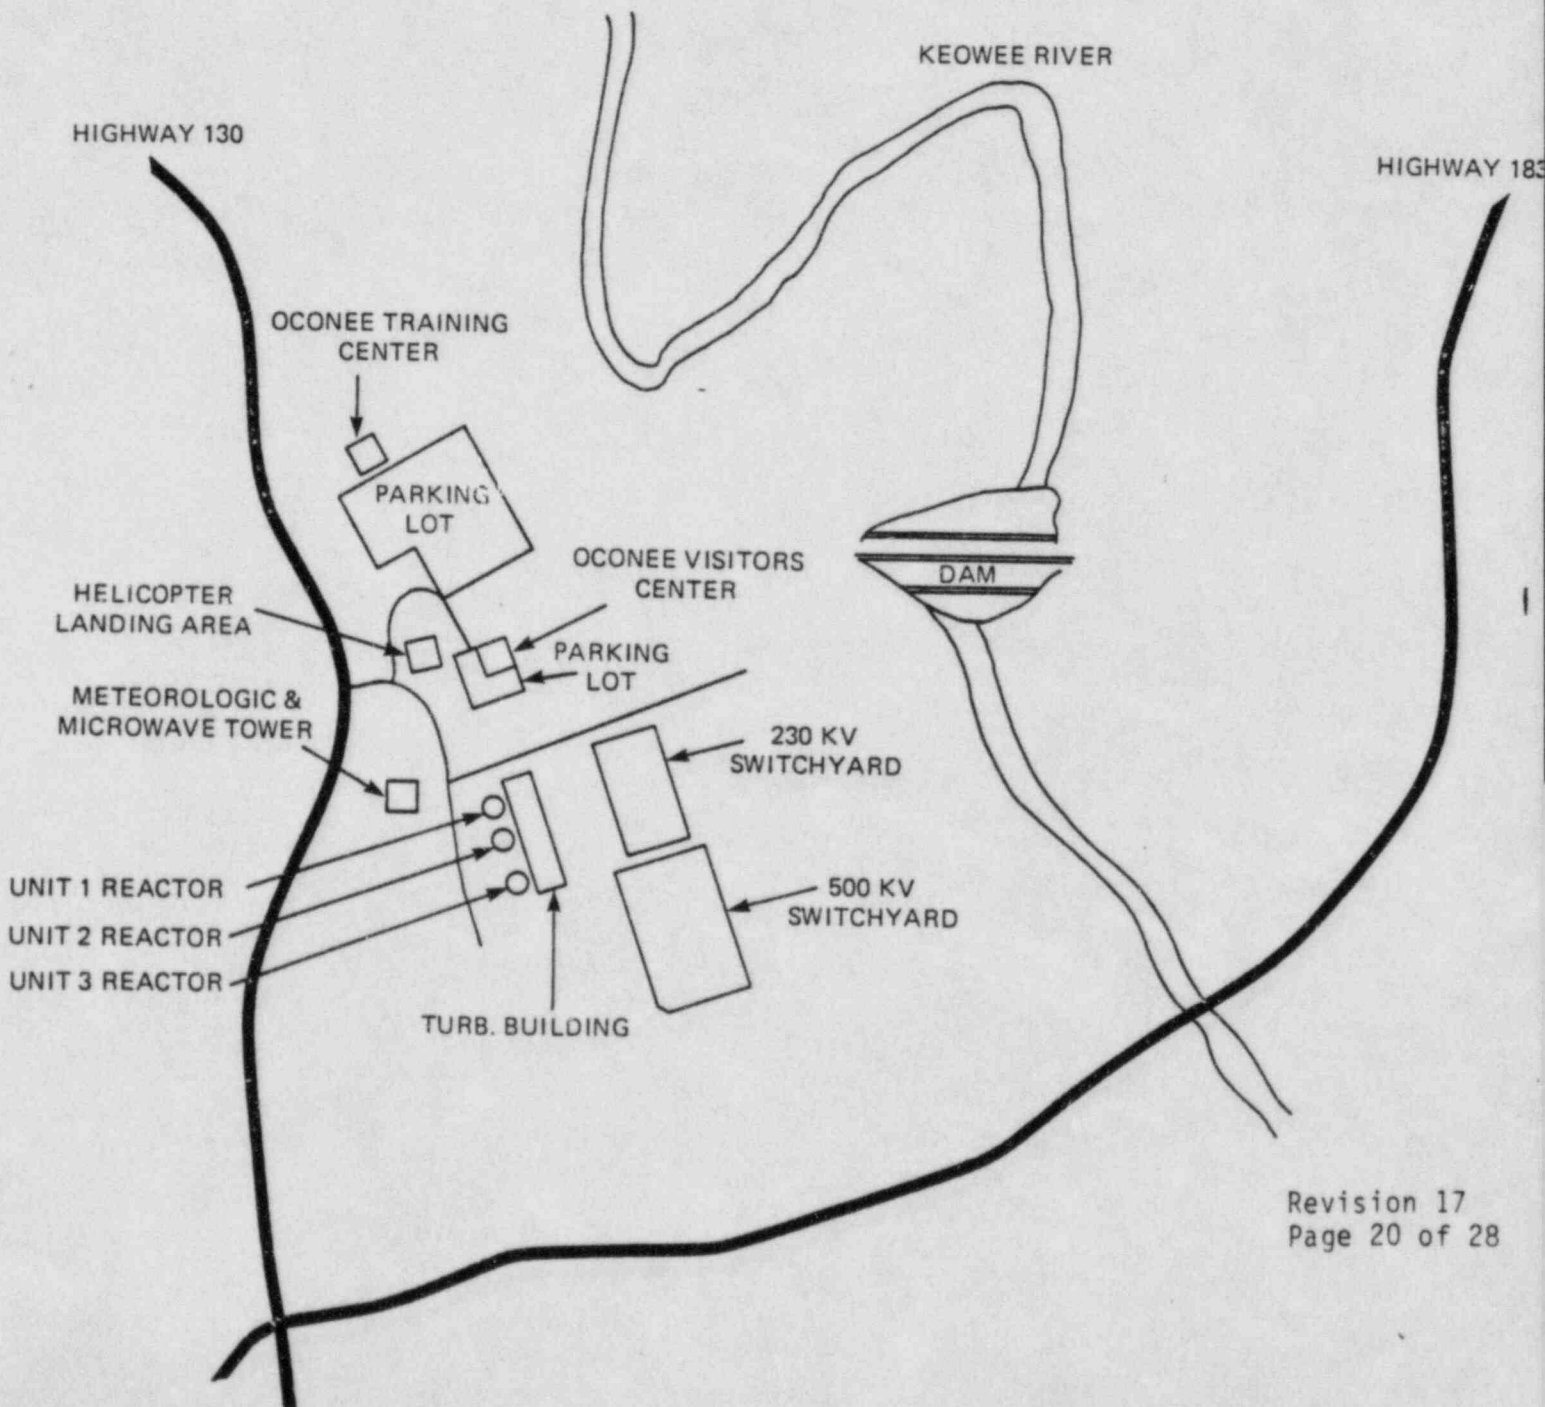 KEOWEE RIVER
HIGHWAY 130
HIGHWAY 183
OCONEE TRAINING
CENTER
PARKING
LOT
OCONEE VISITORS
CENTER
HELICOPTER
LANDING AREA
DAM
PARKING
LOT
METEOROLOGIC &
MICROWAVE TOWER
230 KV
SWITCHYARD
UNIT 1 REACTOR
500 KV
SWITCHYARD
UNIT 2 REACTOR
UNIT 3 REACTOR
TURB. BUILDING
Revision 17
Page 20 of 28